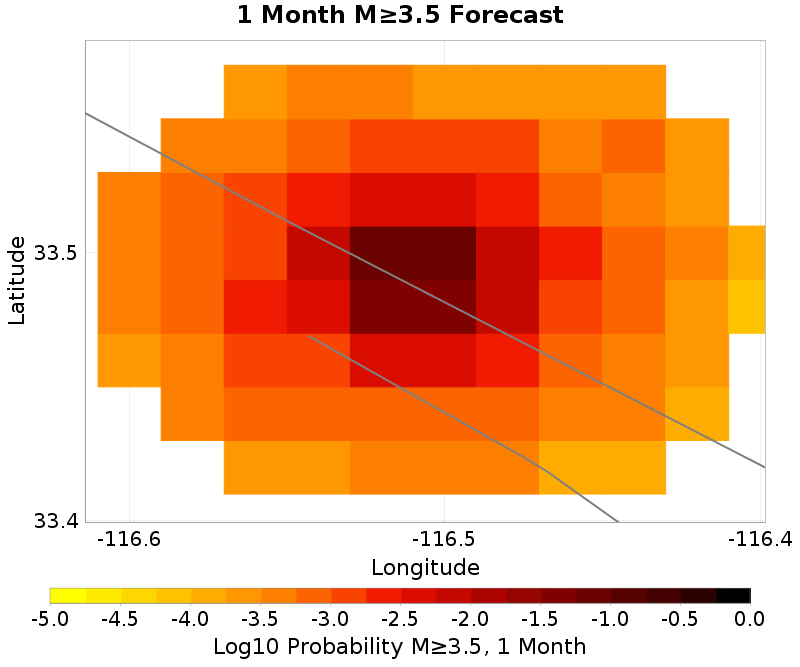 1 Month M≥3.5 Forecast
Latitude
33.5
33.4
-116.6 -116.5 -116.4
Longitude
-5.0 -4.5 -4.0 -3.5 -3.0 -2.5 -2.0 -1.5 -1.0 -0.5 0.0
Log10 Probability M≥3.5, 1 Month